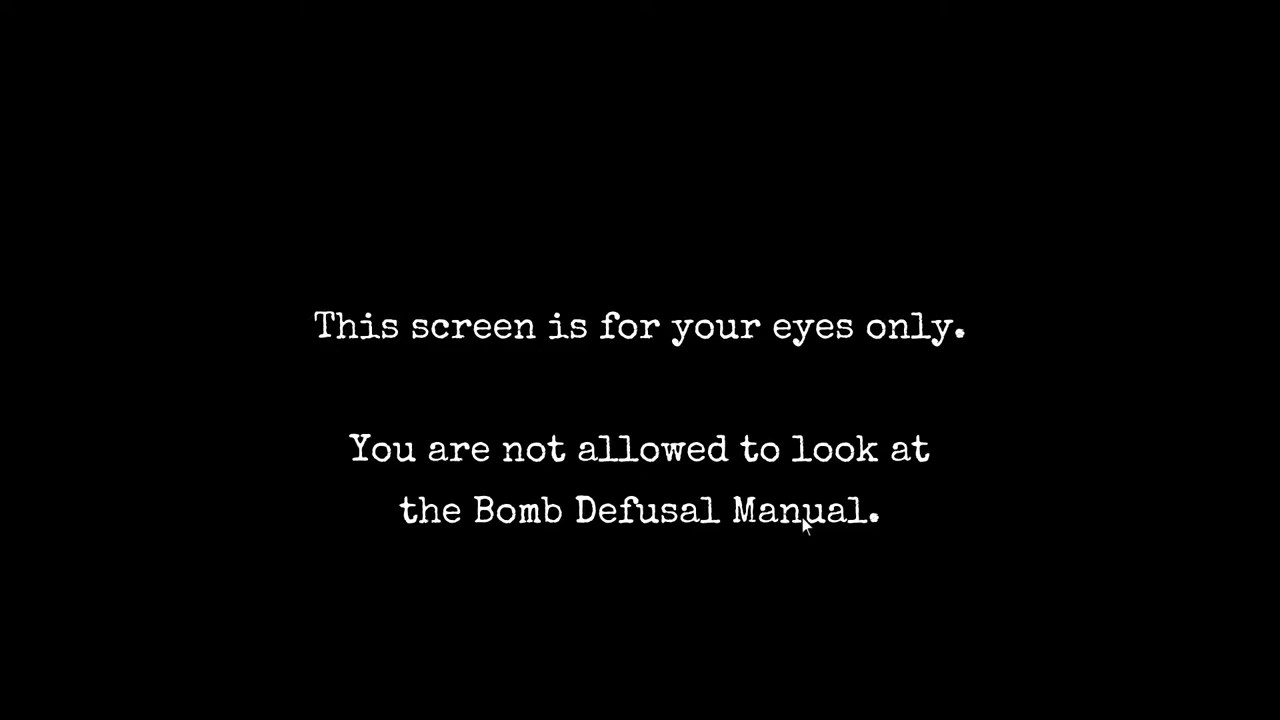 This screen is for your eyes only.
You are not allowed to look at
the Bomb Defusal Manual.